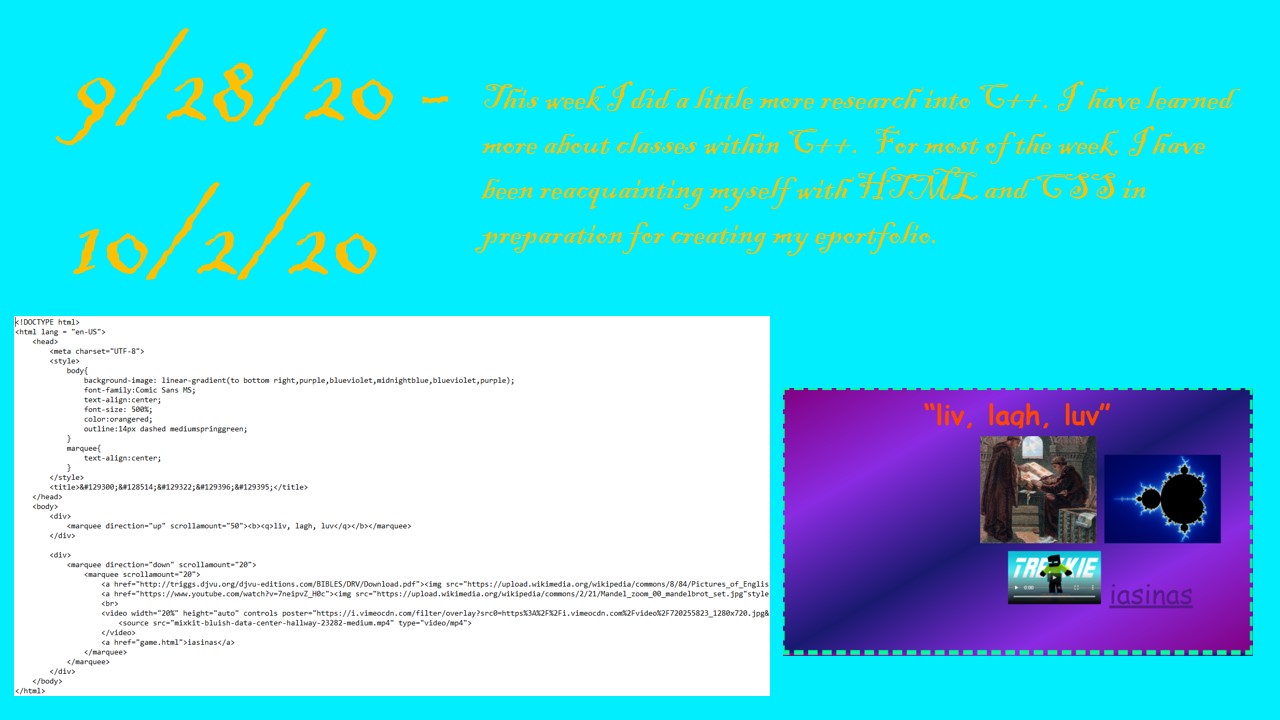 9/28/20 -
10/2/20
This week I did a little more research into C++. I have learned
more about classes within C++. For most of the week, I have
been reacquainting myself with HTML and CSS in
preparation for creating my eportfolio.
<!DOCTYPE html>
<html lang = "en-US">
<head>
<meta charset="UTF-8">
<style>
body{
background-image: linear-gradient(to bottom right,purple,blueviolet,midnightblue,blueviolet,purple);
font-family:Comic Sans MS;
text-align:center;
font-size: 500%;
color:orangered;
outline:14px dashed mediumspringgreen;
}
marquee{
text-align:center;
}
</style>
<title>&#129300;&#128514;&#129322;&#129396;&#129395;</title>
</head>
<body>
<div>
<marquee direction="up" scrollamount="50"><b><q>liv, lagh, luv</q></b></marquee>
</div>
<div>
<marquee direction="down" scrollamount="20">
<marquee scrollamount="20">
<a href="http://triggs.djvu.org/djvu-editions.com/BIBLES/DRV/Download.pdf"><img src="https://upload.wikimedia.org/wikipedia/commons/8/84/Pictures_of_Englis
<a href="https://www.youtube.com/watch?v=7neipvZ_H0c"><img src="https://upload.wikimedia.org/wikipedia/commons/2/21/Mandel_zoom_00_mandelbrot_set.jpg"style
<br>
<video width="20%" height="auto" controls poster="https://i.vimeocdn.com/filter/overlay?src0=https%3A%2F%2Fi.vimeocdn.com%2Fvideo%2F720255823_1280x720.jpg&
<source src="mixkit-bluish-data-center-hallway-23282-medium.mp4" type="video/mp4">
</video>
<a href="game.html">iasinas</a>
</marquee>
</marquee>
</div>
</body>
</html>
“liv, lagh, luv”
0:00
iasinas